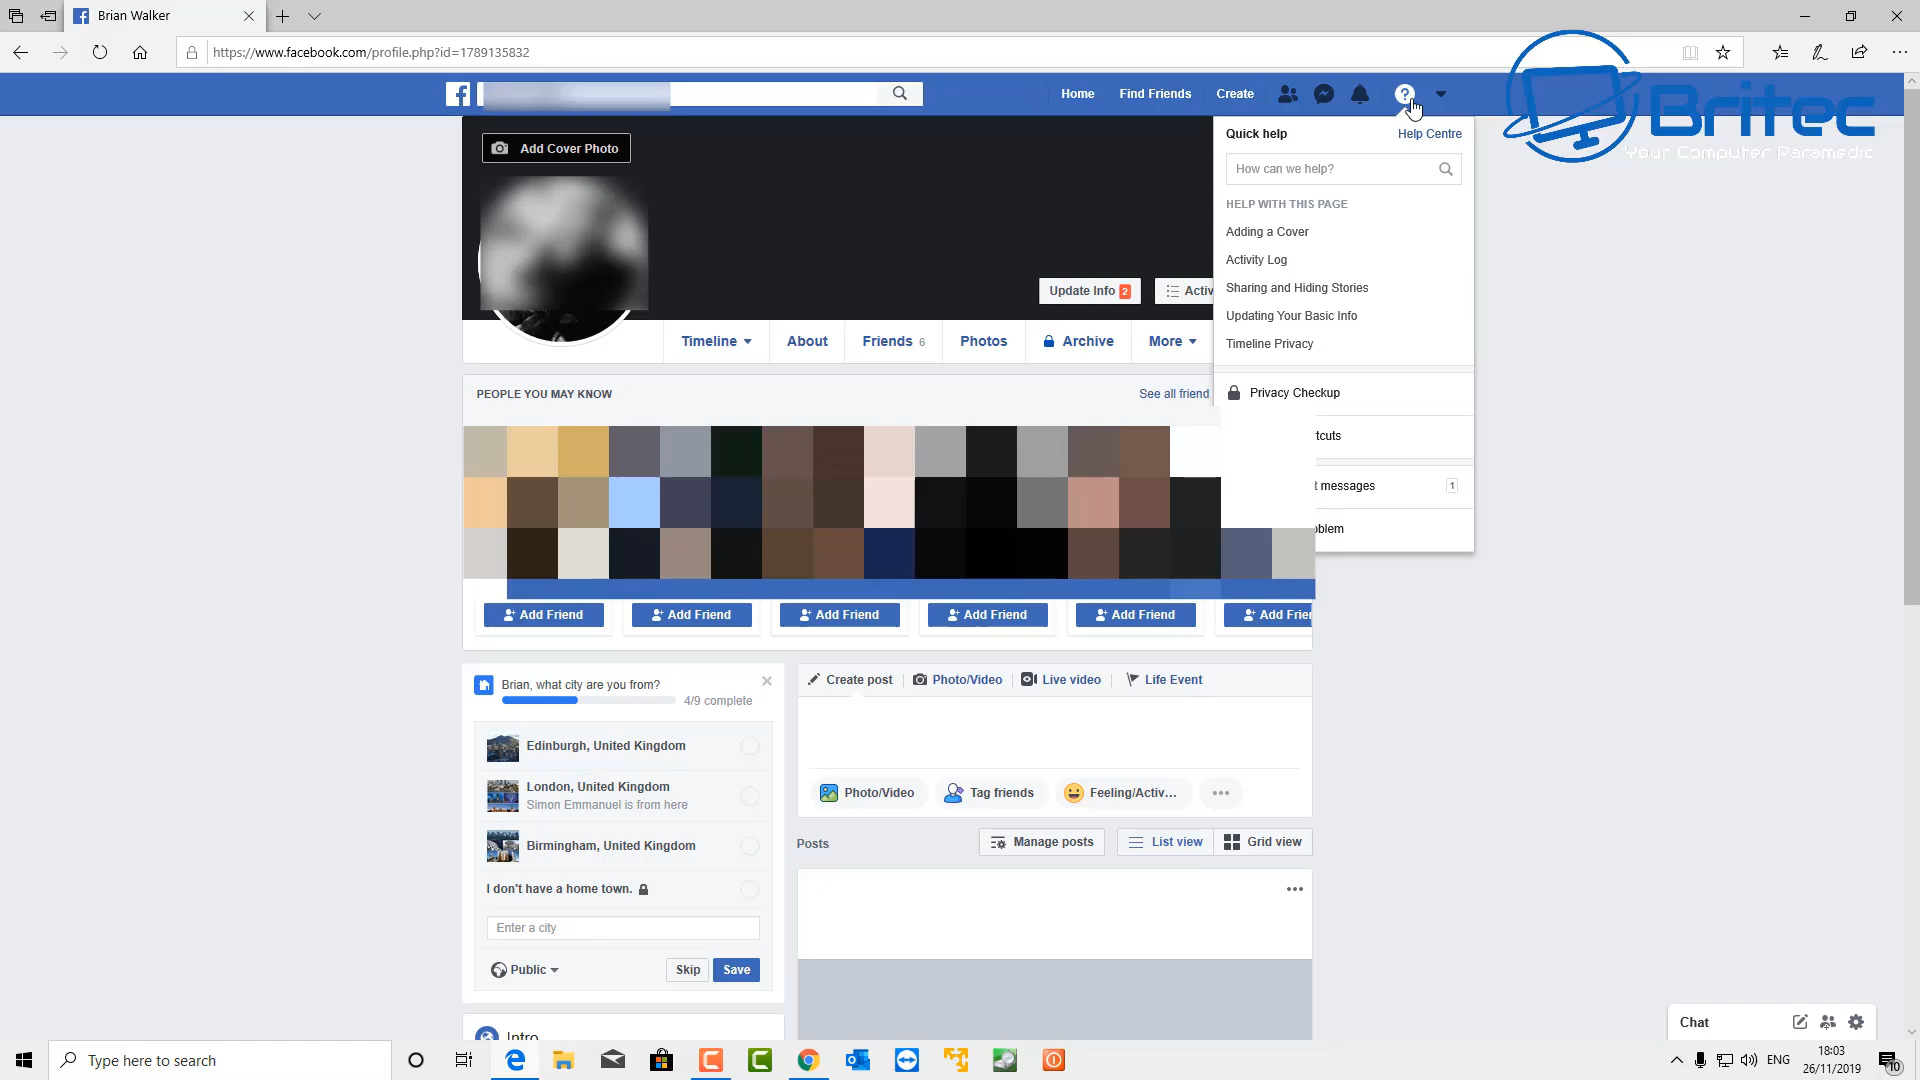 Brian Walker
https://www.facebook.com/profile.php?id=1789135832
Home
Find Friends
Create
?
Britec
Your Computer Paramedic
Add Cover Photo
Quick help
Help Centre
How can we help?
HELP WITH THIS PAGE
Adding a Cover
Activity Log
Sharing and Hiding Stories
Updating Your Basic Info
Timeline Privacy
Privacy Checkup
tcuts
t messages
1
blem
Update Info 2
Activ
Timeline
About
Friends 6
Photos
Archive
More
PEOPLE YOU MAY KNOW
See all friend
Add Friend
Add Friend
Add Friend
Add Friend
Add Friend
Add Frier
Brian, what city are you from?
4/9 complete
Edinburgh, United Kingdom
London, United Kingdom
Simon Emmanuel is from here
Birmingham, United Kingdom
I don't have a home town.
Enter a city
Public
Skip
Save
Intro
Create post
Photo/Video
Live video
Life Event
Photo/Video
Tag friends
Feeling/Activ...
Posts
Manage posts
List view
Grid view
Chat
Type here to search
ENG
18:03
26/11/2019
10